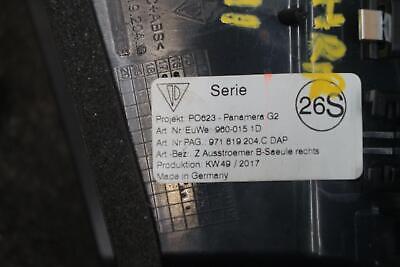 >C+ABS<
Serie
26S
Projekt: PO623 - Panamera G2
Art. Nr. EuWe: 960-015 1D
Art. Nr PAG.: 971 819 204.C DAP
Art.-Bez.: Z Ausstroemer B-Saeule rechts
Produktion: KW 49 / 2017
Made in Germany